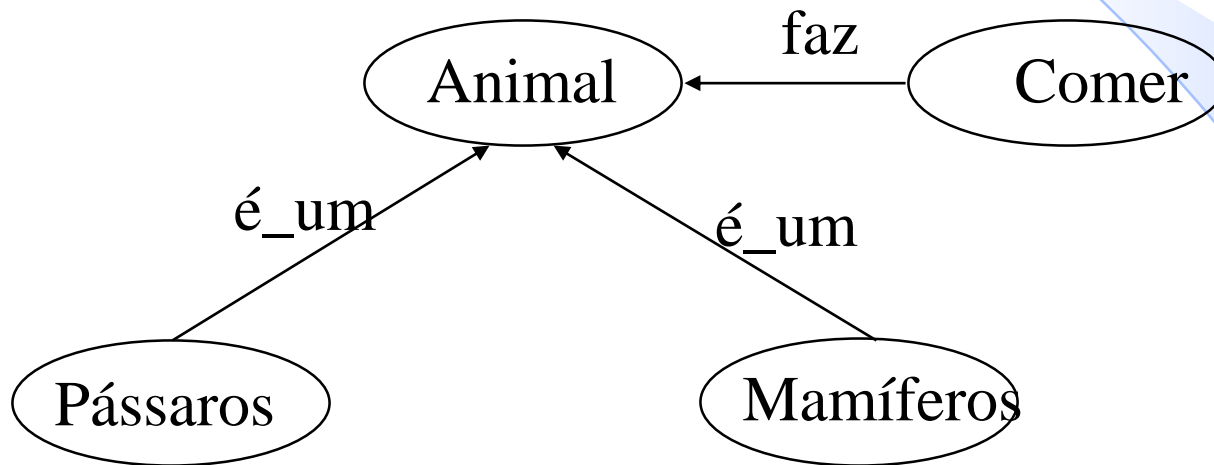 faz
Animal
Comer
é_um
é_um
Pássaros
Mamíferos